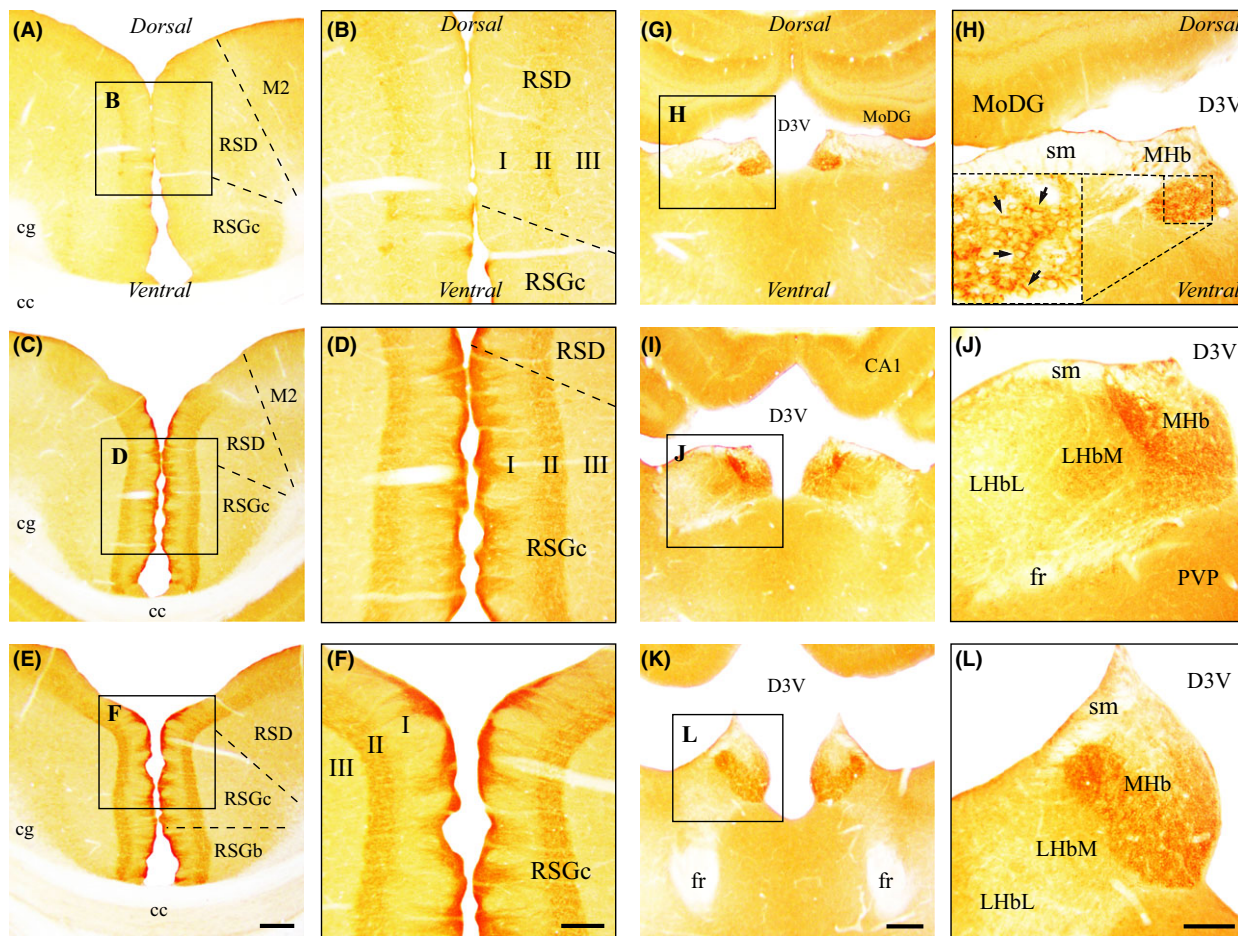 (A)
Dorsal
M2
B
RSD
cg
RSGc
cc
Ventral
(B)
Dorsal
RSD
I II III
Ventral
RSGc
(G)
Dorsal
H
D3V
MoDG
Ventral
(H)
Dorsal
MoDG
D3V
sm
MHb
Ventral
(C)
M2
RSD
D
RSGc
cg
cc
(D)
RSD
I II III
RSGc
(I)
CA1
D3V
J
(J)
D3V
sm
MHb
LHbM
LHbL
fr
PVP
(E)
F
RSD
RSGc
cg
RSGb
cc
(F)
I
II
III
RSGc
(K)
D3V
L
fr fr
(L)
D3V
sm
MHb
LHbM
LHbL